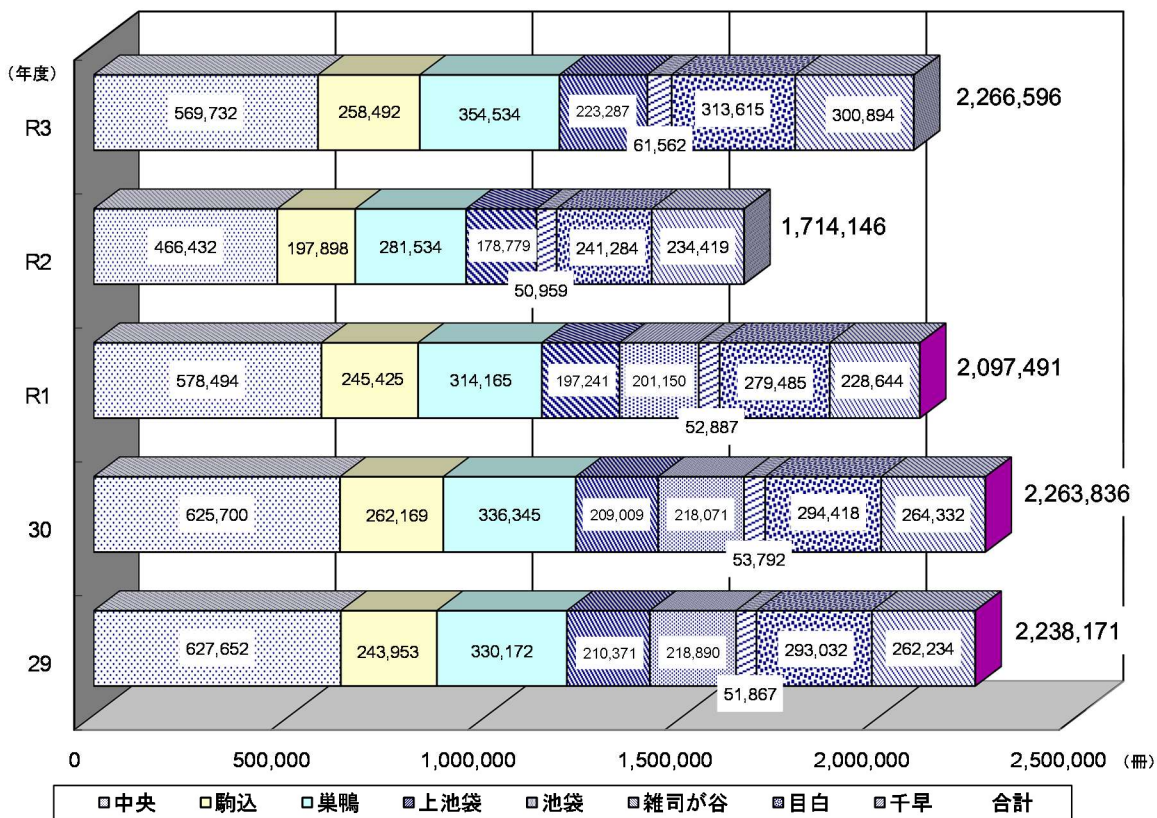 (年度)
R3
569,732 258,492 354,534 223,287 61,562 313,615 300,894 2,266,596
R2
466,432 197,898 281,534 178,779 50,959 241,284 234,419 1,714,146
R1
578,494 245,425 314,165 197,241 201,150 52,887 279,485 228,644 2,097,491
30
625,700 262,169 336,345 209,009 218,071 53,792 294,418 264,332 2,263,836
29
627,652 243,953 330,172 210,371 218,890 51,867 293,032 262,234 2,238,171
0 500,000 1,000,000 1,500,000 2,000,000 2,500,000 (冊)
中央 駒込 巣鴨 上池袋 池袋 雑司が谷 目白 千早 合計